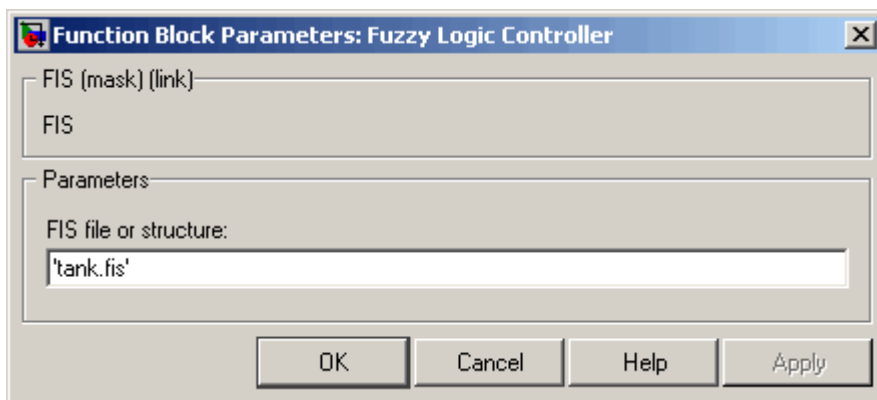 Function Block Parameters: Fuzzy Logic Controller
FIS (mask) (link)
FIS
Parameters
FIS file or structure:
'tank.fis'
OK Cancel Help Apply